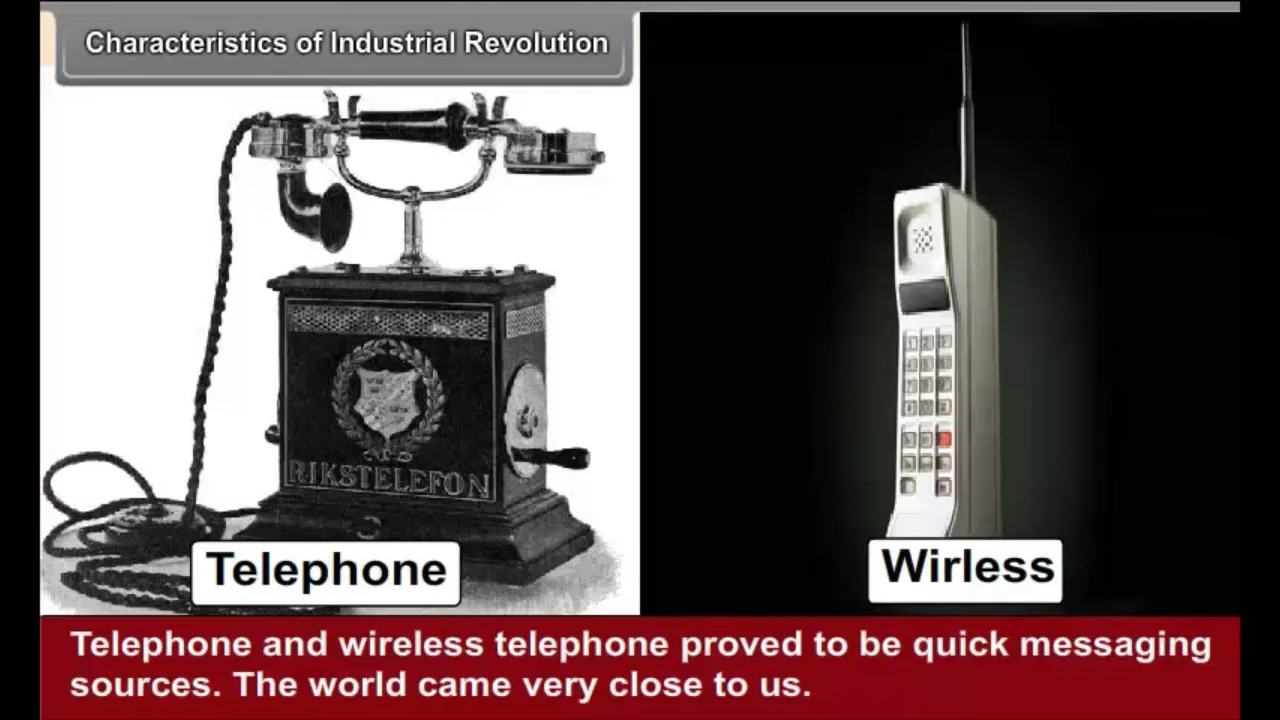 Characteristics of Industrial Revolution
RIKSTELEFON
Telephone
Wirless
Telephone and wireless telephone proved to be quick messaging
sources. The world came very close to us.